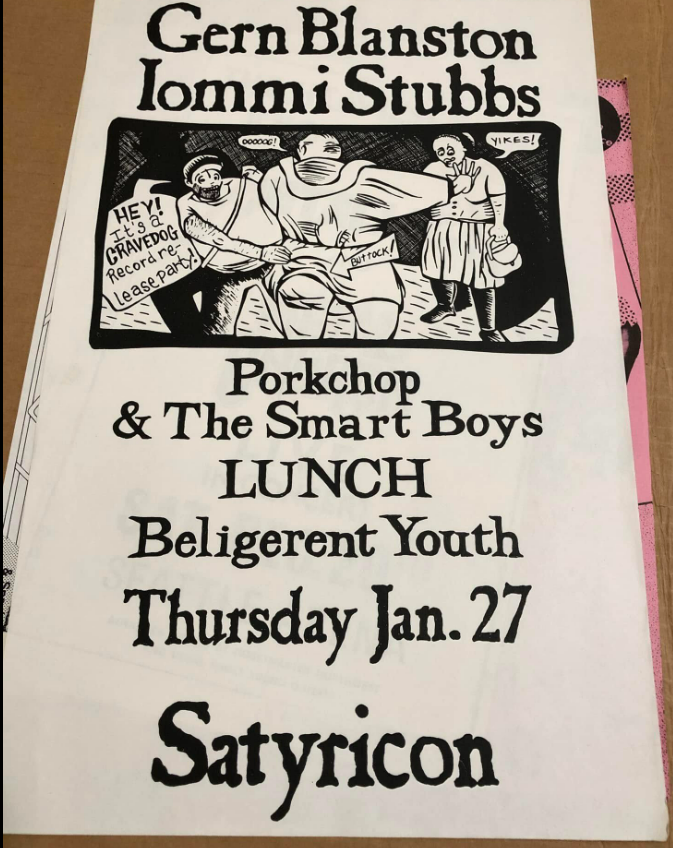 Gern Blanston
Iommi Stubbs
OOOOOG!
YIKES!
HEY!
It's a
GRAVEDOG
Record re-
lease party!
BUTTOCK!
Porkchop
& The Smart Boys
LUNCH
Beligerent Youth
Thursday Jan. 27
Satyricon